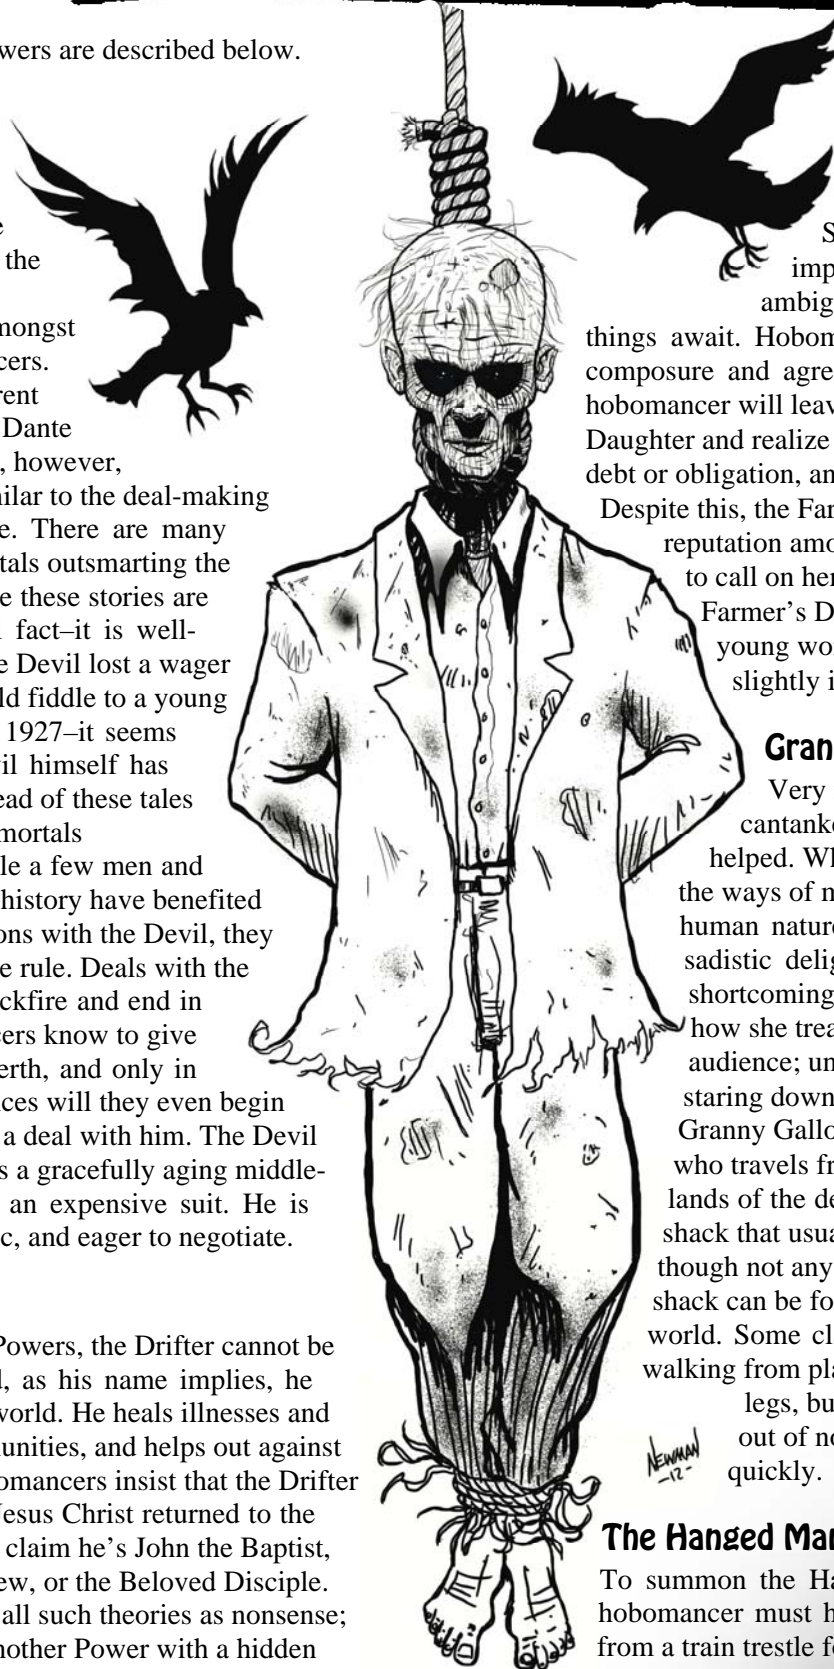 wers are described below.
the
mongst
cers.
rent
Dante
, however,
ilar to the deal-making
e. There are many
tals outsmarting the
e these stories are
fact–it is well-
e Devil lost a wager
ld fiddle to a young
1927–it seems
il himself has
ead of these tales
mortals
le a few men and
history have benefited
ons with the Devil, they
e rule. Deals with the
ckfire and end in
cers know to give
erth, and only in
ces will they even begin
a deal with him. The Devil
s a gracefully aging middle-
an expensive suit. He is
c, and eager to negotiate.
Powers, the Drifter cannot be
, as his name implies, he
world. He heals illnesses and
unities, and helps out against
omancers insist that the Drifter
Jesus Christ returned to the
claim he's John the Baptist,
ew, or the Beloved Disciple.
all such theories as nonsense;
nother Power with a hidden
S
imp
ambig
things await. Hobom
composure and agre
hobomancer will leav
Daughter and realize
debt or obligation, an
Despite this, the Far
reputation amo
to call on her
Farmer's D
young wo
slightly i
Gran
Very
cantank
helped. Wh
the ways of m
human nature
sadistic delig
shortcoming
how she trea
audience; un
staring down
Granny Gallo
who travels fr
lands of the de
shack that usua
though not any
shack can be fo
world. Some cl
walking from pla
legs, bu
out of no
quickly.
The Hanged Mar
To summon the Ha
hobomancer must h
from a train trestle f
NEWMAN
-12-